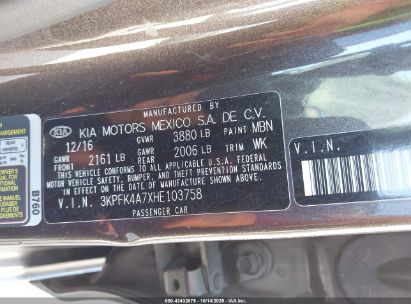 MANUFACTURED BY
KIA KIA MOTORS MEXICO S.A. DE C.V.
12/16 GVWR 3880 LB PAINT MBN
GAWR FRONT 2161 LB GAWR REAR 2006 LB TRIM WK
THIS VEHICLE CONFORMS TO ALL APPLICABLE U.S.A. FEDERAL
MOTOR VEHICLE SAFETY, BUMPER, AND THEFT PREVENTION
STANDARDS IN EFFECT ON THE DATE OF MANUFACTURE
SHOWN ABOVE.
V.I.N. 3KPFK4A7XHE103758
PASSENGER CAR
B760
V.I.N.